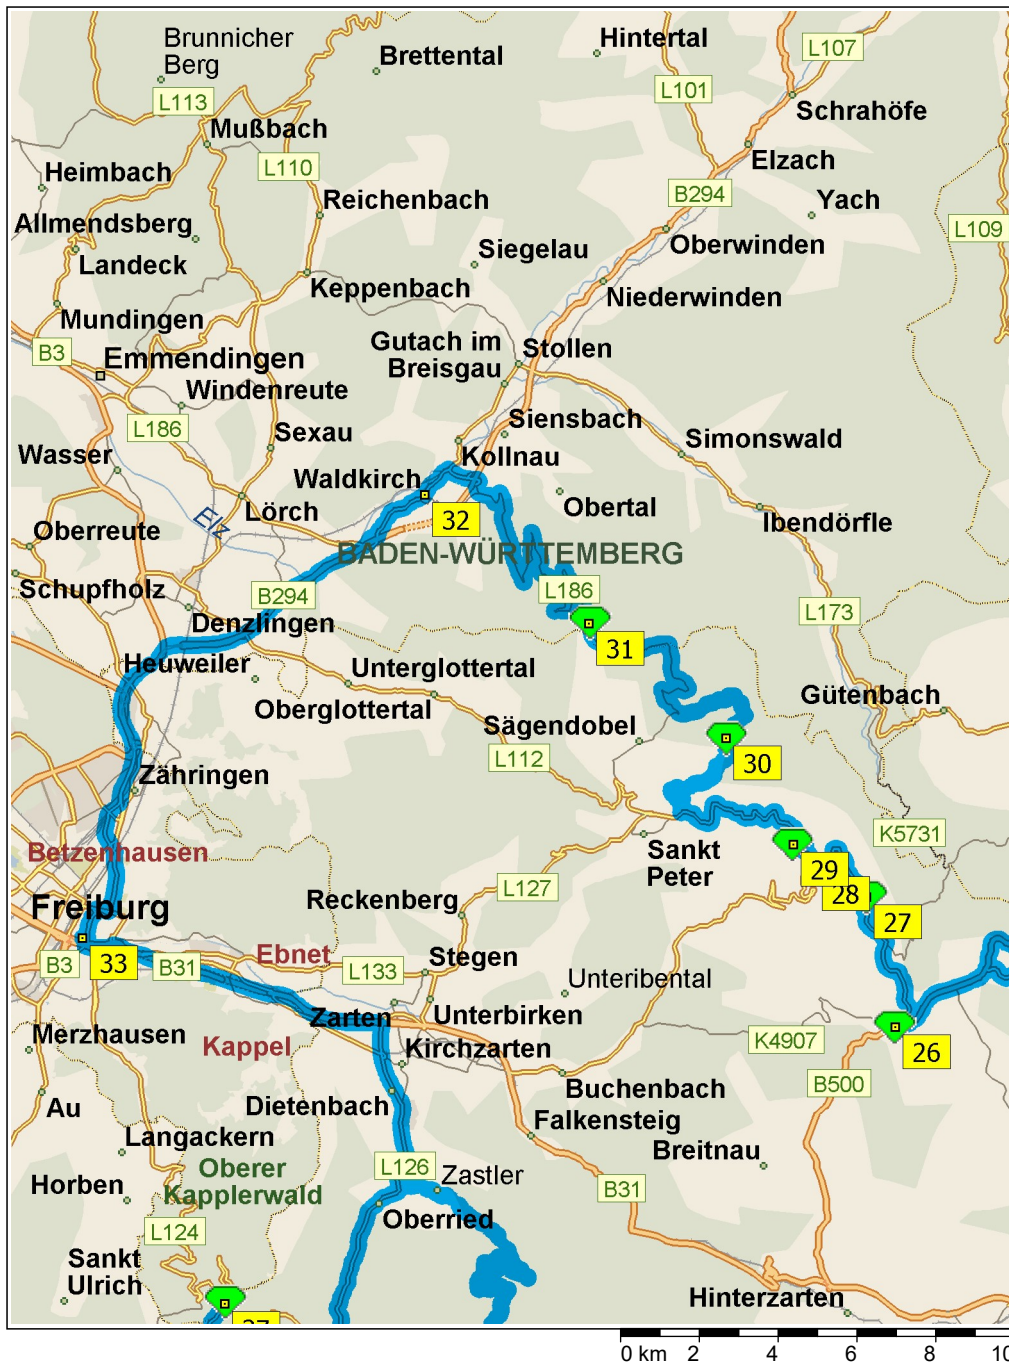 Brunnicher
Berg
Brettental
Hintertal
L107
L113
L101
Schrahöfe
Mußbach
Elzach
Heimbach
L110
B294
Yach
Reichenbach
Allmendsberg
L109
Landeck
Siegelau
Oberwinden
Keppenbach
Niederwinden
Mundingen
B3
Gutach im
Breisgau
Stollen
Emmendingen
Windenreute
L186
Sexau
Siensbach
Simonswald
Wasser
Kollnau
Waldkirch
Elz
Lörch
32
Obertal
Ibendörfle
Oberreute
BADEN-WÜRTTEMBERG
Schupfholz
B294
L186
L173
Denzlingen
31
Heuweiler
Unterglottertal
Oberglottertal
Gütenbach
Sägendobel
L112
30
Zähringen
K5731
Betzenhausen
Sankt
Peter
29
28
27
L127
Reckenberg
Freiburg
Ebnet
B3
33
B31
L133
Stegen
Unteribental
Zarten
Unterbirken
Merzhausen
Kappel
Kirchzarten
K4907
26
Buchenbach
B500
Au
Dietenbach
Falkensteig
Langackern
Breitnau
Oberer
Kapplerwald
L126
Zastler
Horben
B31
L124
Oberried
Sankt
Ulrich
Hinterzarten
0 km 2 4 6 8 10